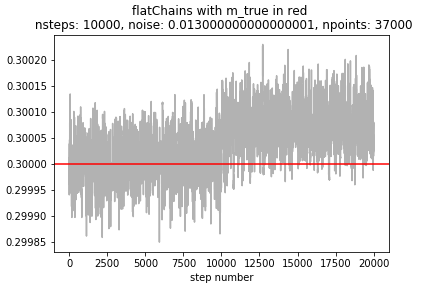 flatChains with m_true in red
nsteps: 10000, noise: 0.013000000000000001, npoints: 37000
0.30020
0.30015
0.30010
0.30005
0.30000
0.29995
0.29990
0.29985
0 2500 5000 7500 10000 12500 15000 17500 20000
step number